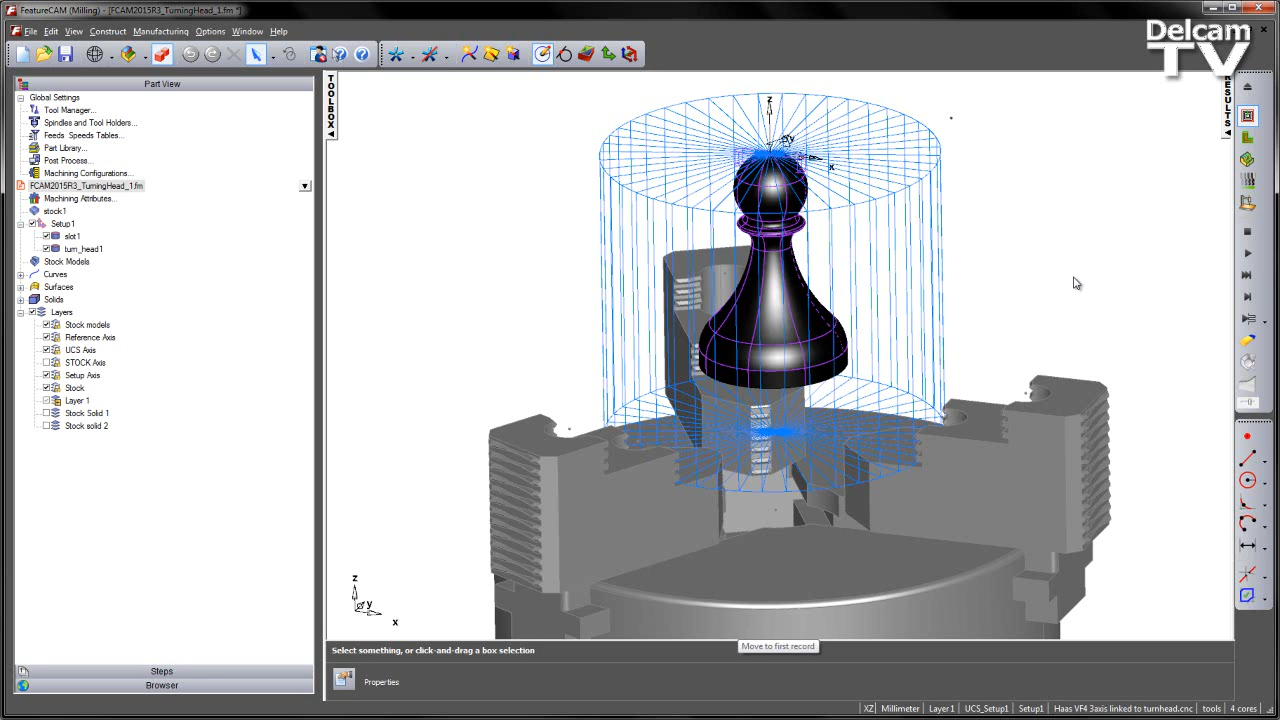 FeatureCAM (Milling) - [FCAM2015R3_TurningHead_1.fm *]
File Edit View Construct Manufacturing Options Window Help
Delcam
TV
Part View
TOOLBOX
RESULTS
Global Settings
Tool Manager...
Spindles and Tool Holders...
Feeds Speeds Tables...
Part Library...
Post Process...
Machining Configurations...
FCAM2015R3_TurningHead_1.fm
Machining Attributes...
stock1
Setup1
slot1
turn_head1
Stock Models
Curves
Surfaces
Solids
Layers
Stock models
Reference Axis
UCS Axis
STOCK Axis
Setup Axis
Stock
Layer 1
Stock Solid 1
Stock solid 2
z
y
x
z
y
x
Move to first record
Select something, or click-and-drag a box selection
Steps
Properties
Browser
XZ Millimeter Layer1 UCS_Setup1 Setup1 Haas VF4 3axis linked to turnhead.cnc tools 4 cores